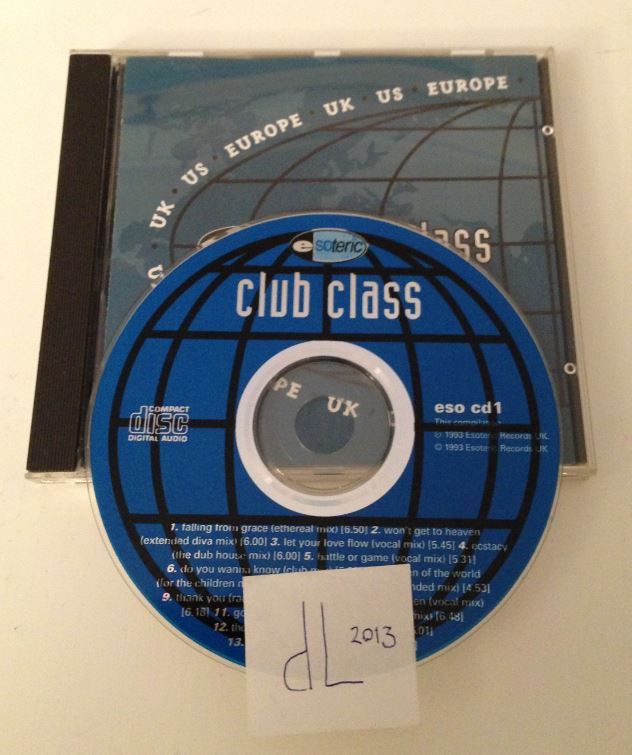 UK · US · EUROPE · UK · US · EUROPE ·
esoteric
class
club class
PE UK
COMPACT
disc
DIGITAL AUDIO
eso cd1
This compilation
℗ 1993 Esoteric Records UK.
© 1993 Esoteric Records UK
1. falling from grace (ethereal mix) [6.50] 2. won't get to heaven
(extended diva mix) [6.00] 3. let your love flow (vocal mix) [5.45] 4. ecstacy
(the dub house mix) [6.00] 5. battle or game (vocal mix) [5.31]
6. do you wanna know (club of the world
(for the children mix) [4.53]
9. thank you (vocal mix)
[6.18] 11. mix) [6.48]
12.
13.
dL 2013